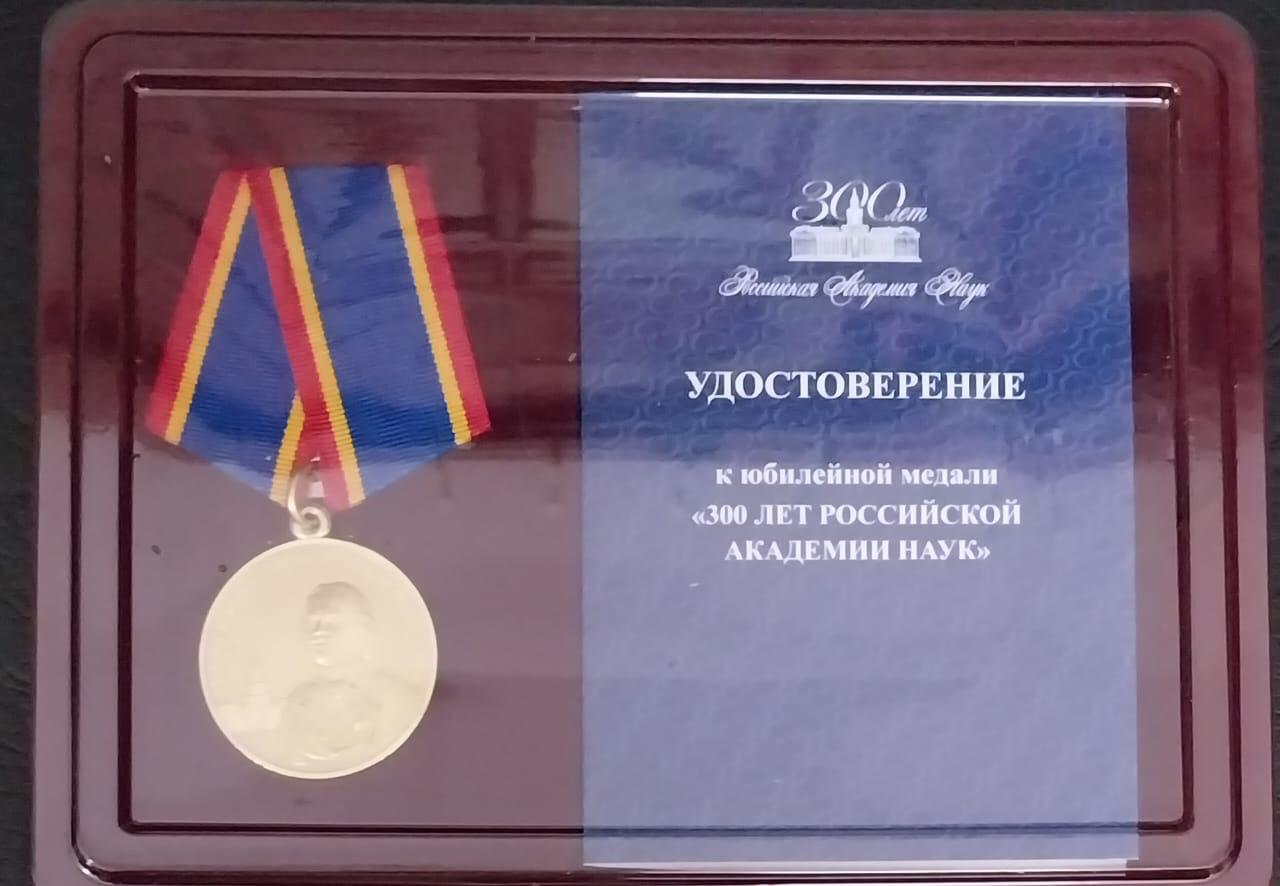 300 лет
Российская Академия Наук
УДОСТОВЕРЕНИЕ
к юбилейной медали
«300 ЛЕТ РОССИЙСКОЙ
АКАДЕМИИ НАУК»